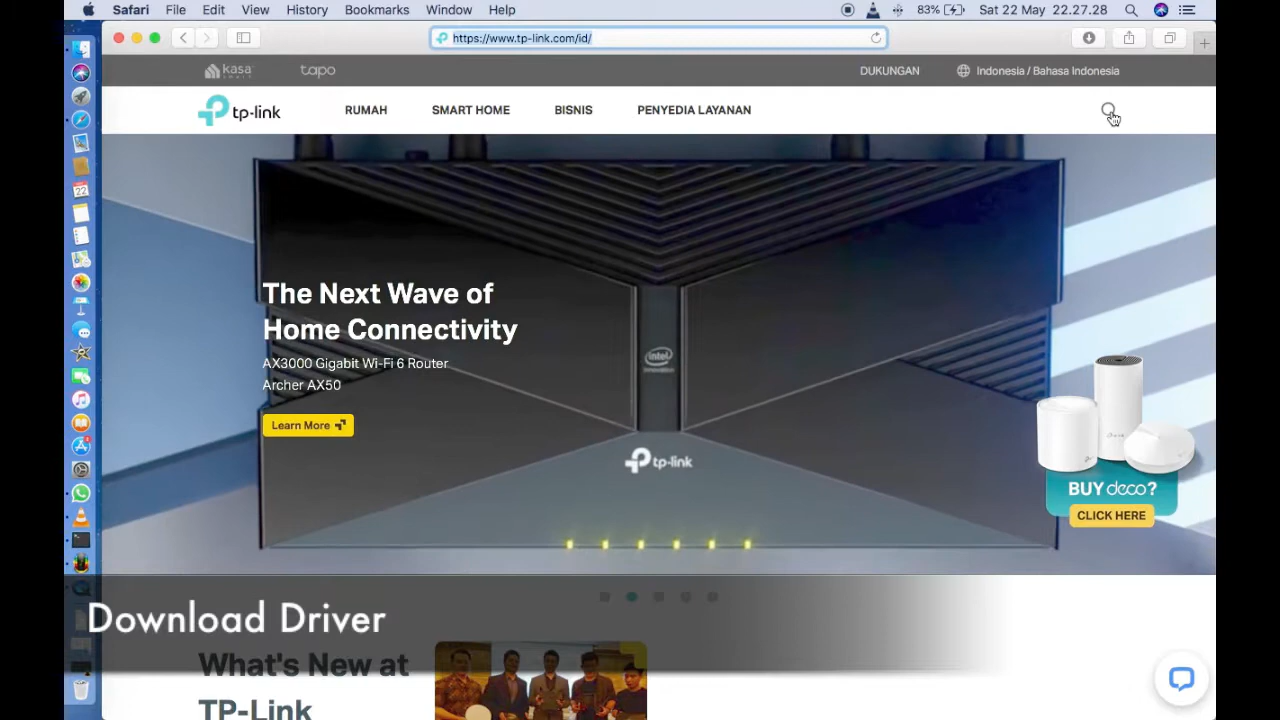 Safari File Edit View History Bookmarks Window Help 83% Sat 22 May 22.27.28
https://www.tp-link.com/id/
kasa smart tapo DUKUNGAN Indonesia / Bahasa Indonesia
tp-link RUMAH SMART HOME BISNIS PENYEDIA LAYANAN
The Next Wave of
Home Connectivity
AX3000 Gigabit Wi-Fi 6 Router
Archer AX50
Learn More
intel
tp-link
BUY deco?
CLICK HERE
Download Driver
What's New at
TP-Link